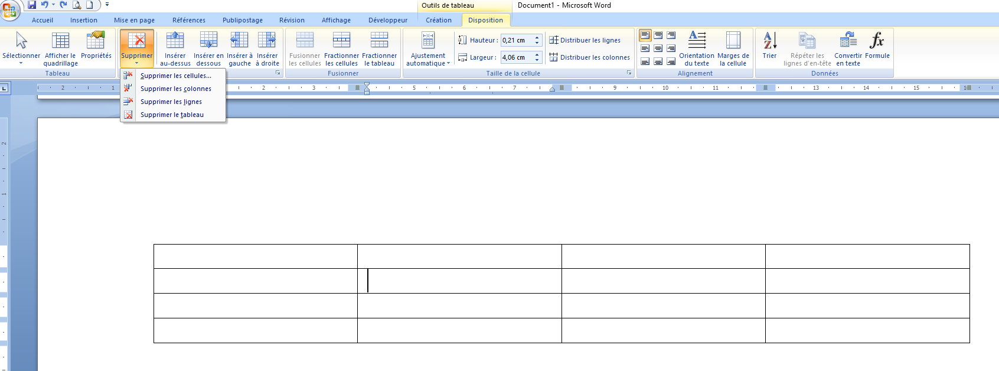 Outils de tableau
Document1 - Microsoft Word
Accueil Insertion Mise en page Références Publipostage Révision Affichage Développeur Création Disposition
Sélectionner
Afficher le quadrillage
Propriétés
Supprimer
Insérer au-dessus
Insérer en dessous
Insérer à gauche
Insérer à droite
Fusionner les cellules
Fractionner les cellules
Fractionner le tableau
Ajustement automatique
Hauteur : 0,21 cm
Largeur : 4,06 cm
Distribuer les lignes
Distribuer les colonnes
Orientation du texte
Marges de la cellule
Trier
Répéter les lignes d'en-tête
Convertir en texte
fx
Formule
Tableau
Fusionner
Taille de la cellule
Alignement
Données
Supprimer les cellules...
Supprimer les colonnes
Supprimer les lignes
Supprimer le tableau
2 1 2 3 5 6 7 9 10 11 13 14 15
2
1